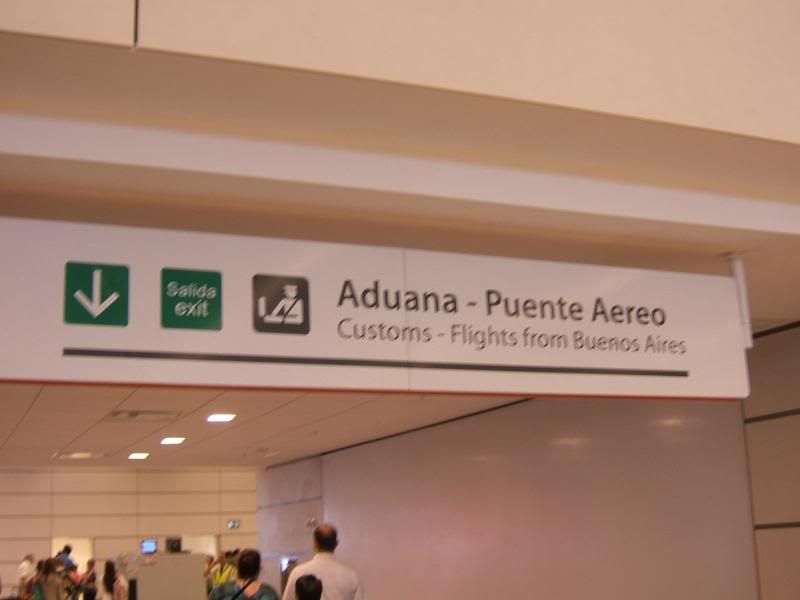 Salida
exit
Aduana - Puente Aereo
Customs - Flights from Buenos Aires